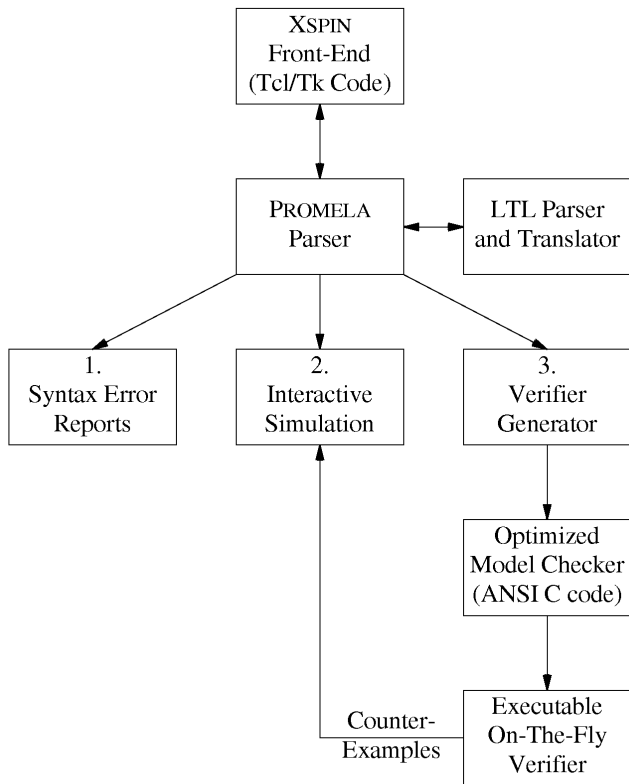 XSPIN
Front-End
(Tcl/Tk Code)
PROMELA
Parser
LTL Parser
and Translator
1.
Syntax Error
Reports
2.
Interactive
Simulation
3.
Verifier
Generator
Optimized
Model Checker
(ANSI C code)
Counter-
Examples
Executable
On-The-Fly
Verifier